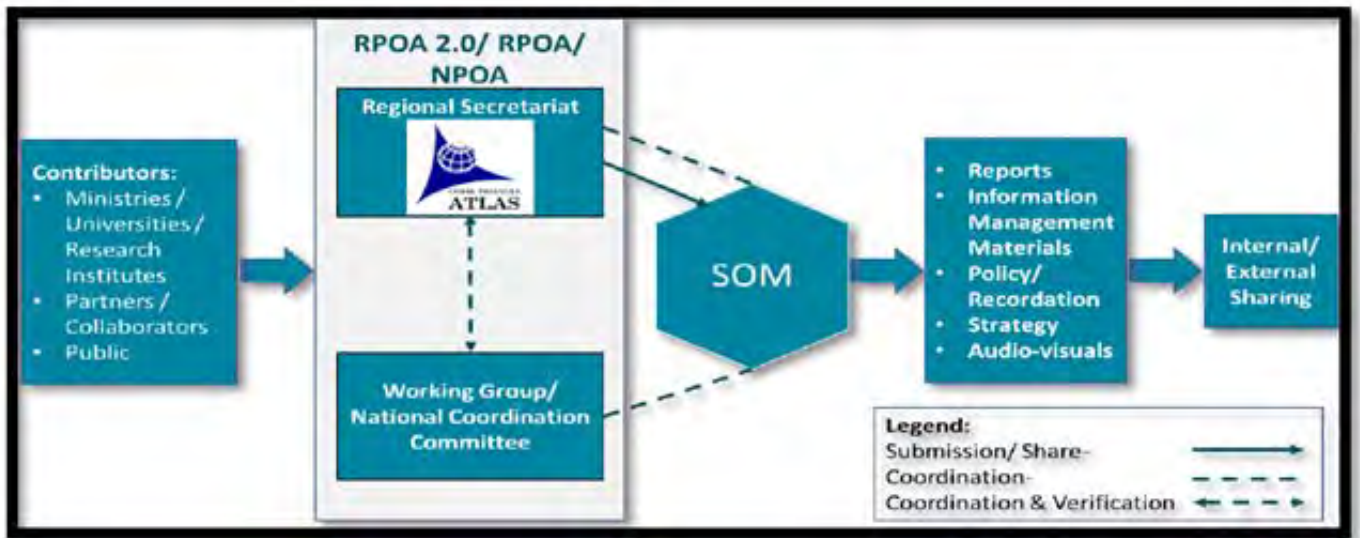 RPOA 2.0/ RPOA/
NPOA
Contributors:
• Ministries /
Universities /
Research
Institutes
• Partners /
Collaborators
• Public
Regional Secretariat
CORAL TRIANGLE
ATLAS
Working Group/
National Coordination
Committee
SOM
• Reports
• Information
Management
Materials
• Policy/
Recordation
• Strategy
• Audio-visuals
Internal/
External
Sharing
Legend:
Submission/ Share-
Coordination-
Coordination & Verification